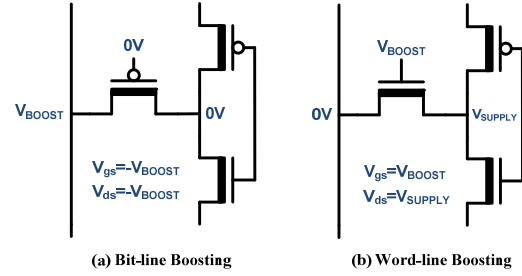 0V
V_BOOST
0V
V_gs=-V_BOOST
V_ds=-V_BOOST
(a) Bit-line Boosting
V_BOOST
0V
V_SUPPLY
V_gs=V_BOOST
V_ds=V_SUPPLY
(b) Word-line Boosting